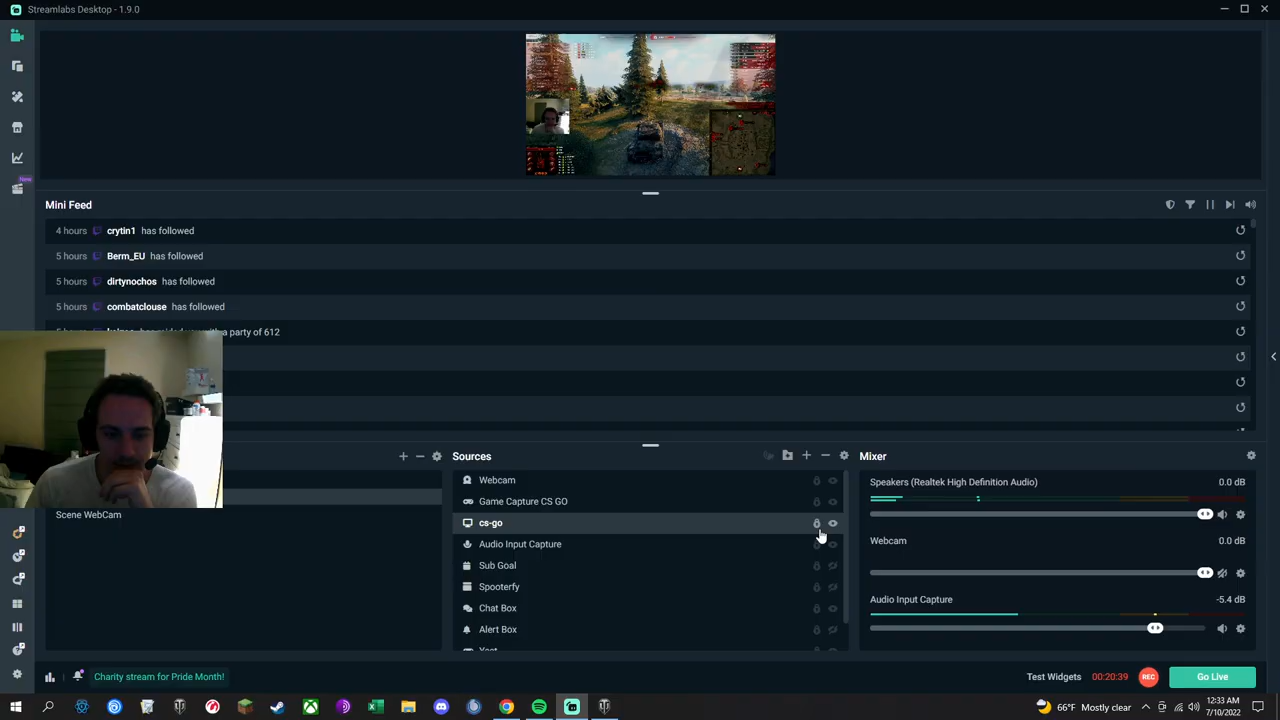 Streamlabs Desktop - 1.9.0
New
Mini Feed
4 hours crytin1 has followed
5 hours Berm_EU has followed
5 hours dirtynochos has followed
5 hours combatclouse has followed
a party of 612
Sources
Mixer
Scene WebCam
Webcam
Game Capture CS GO
cs-go
Audio Input Capture
Sub Goal
Spooterfy
Chat Box
Alert Box
Speakers (Realtek High Definition Audio) 0.0 dB
Webcam 0.0 dB
Audio Input Capture -5.4 dB
Charity stream for Pride Month!
Test Widgets 00:20:39 REC Go Live
66°F Mostly clear
12:33 AM
7/10/2022